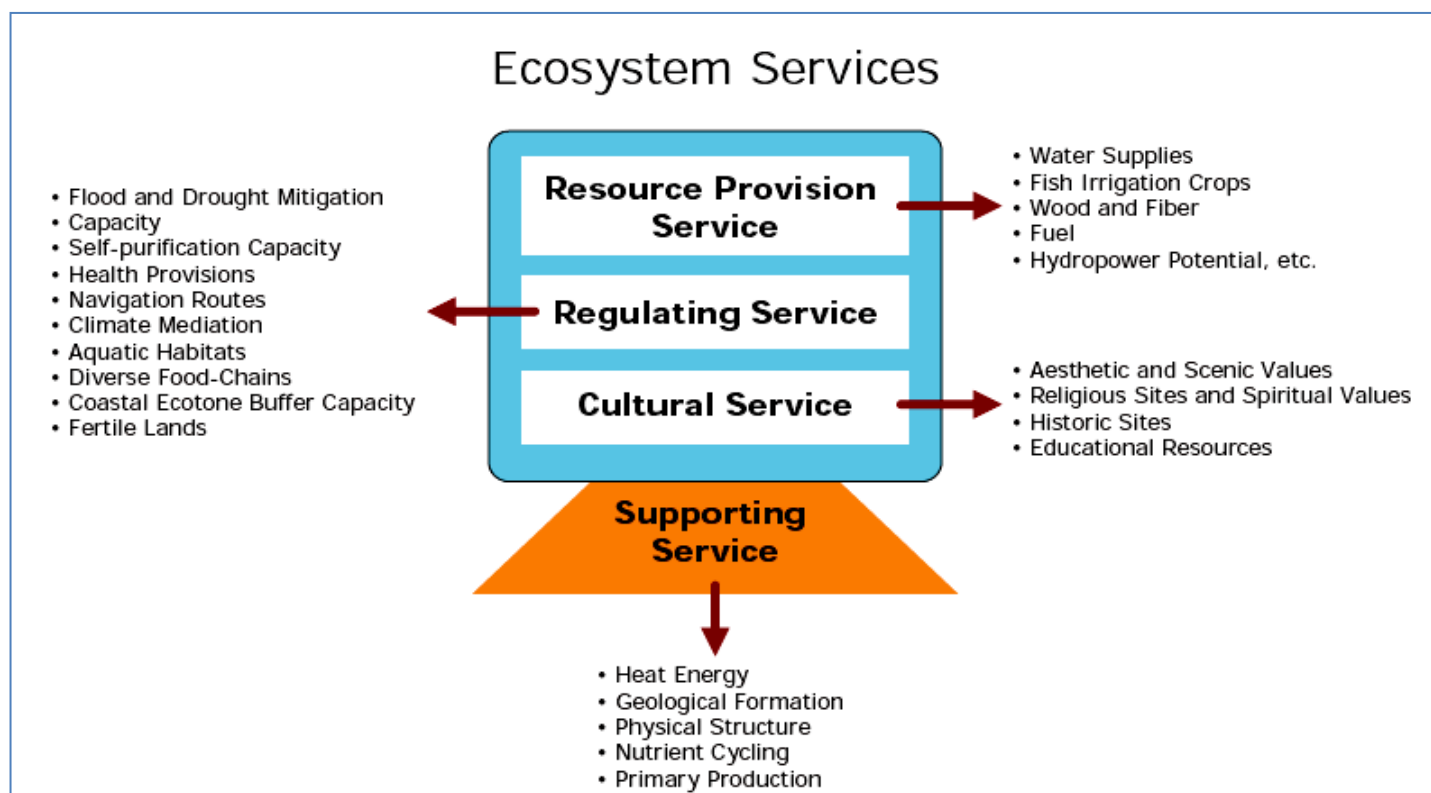 Ecosystem Services
Resource Provision
Service
• Water Supplies
• Fish Irrigation Crops
• Wood and Fiber
• Fuel
• Hydropower Potential, etc.
Regulating Service
• Flood and Drought Mitigation
• Capacity
• Self-purification Capacity
• Health Provisions
• Navigation Routes
• Climate Mediation
• Aquatic Habitats
• Diverse Food-Chains
• Coastal Ecotone Buffer Capacity
• Fertile Lands
Cultural Service
• Aesthetic and Scenic Values
• Religious Sites and Spiritual Values
• Historic Sites
• Educational Resources
Supporting
Service
• Heat Energy
• Geological Formation
• Physical Structure
• Nutrient Cycling
• Primary Production